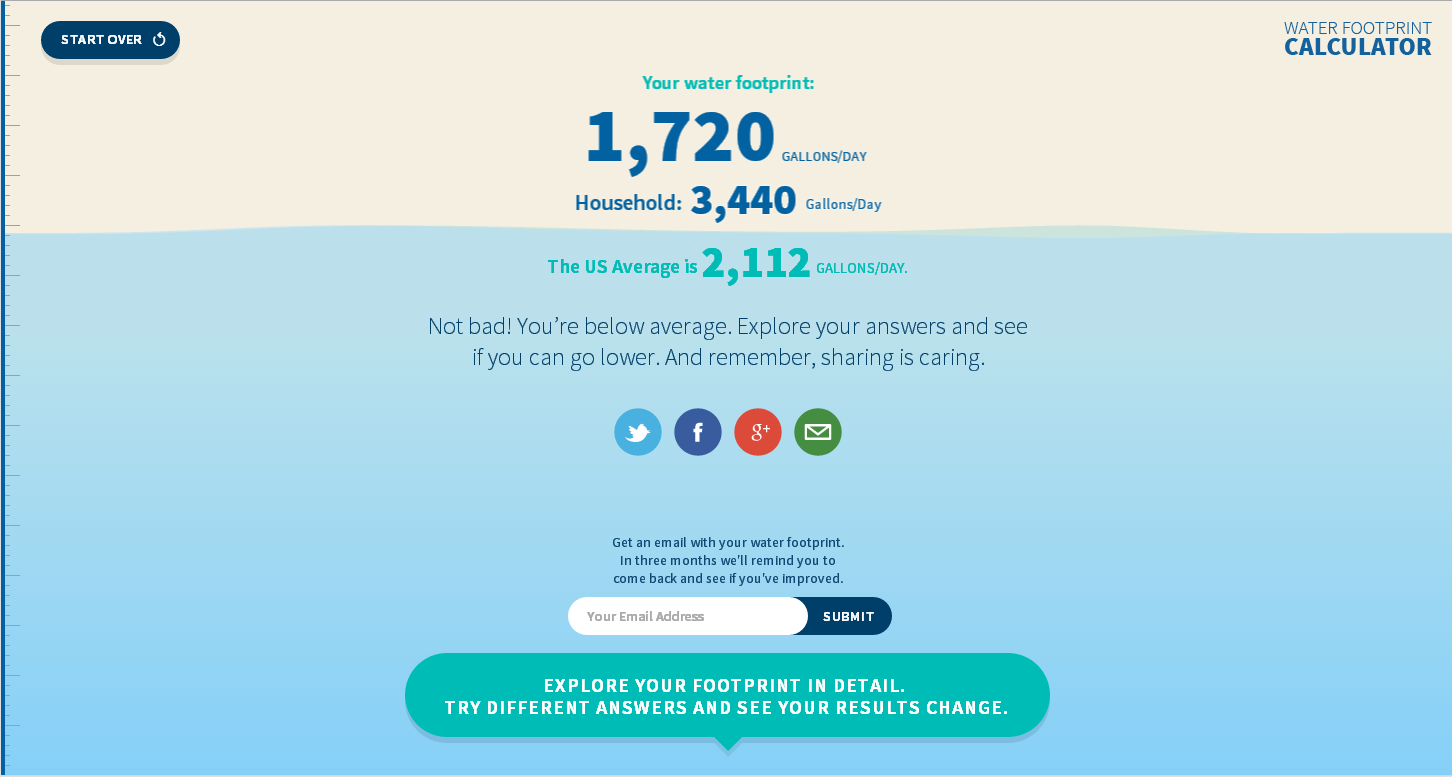 START OVER
WATER FOOTPRINT
CALCULATOR
Your water footprint:
1,720 GALLONS/DAY
Household: 3,440 Gallons/Day
The US Average is 2,112 GALLONS/DAY.
Not bad! You’re below average. Explore your answers and see
if you can go lower. And remember, sharing is caring.
f
g+
Get an email with your water footprint.
In three months we'll remind you to
come back and see if you've improved.
Your Email Address
SUBMIT
EXPLORE YOUR FOOTPRINT IN DETAIL.
TRY DIFFERENT ANSWERS AND SEE YOUR RESULTS CHANGE.